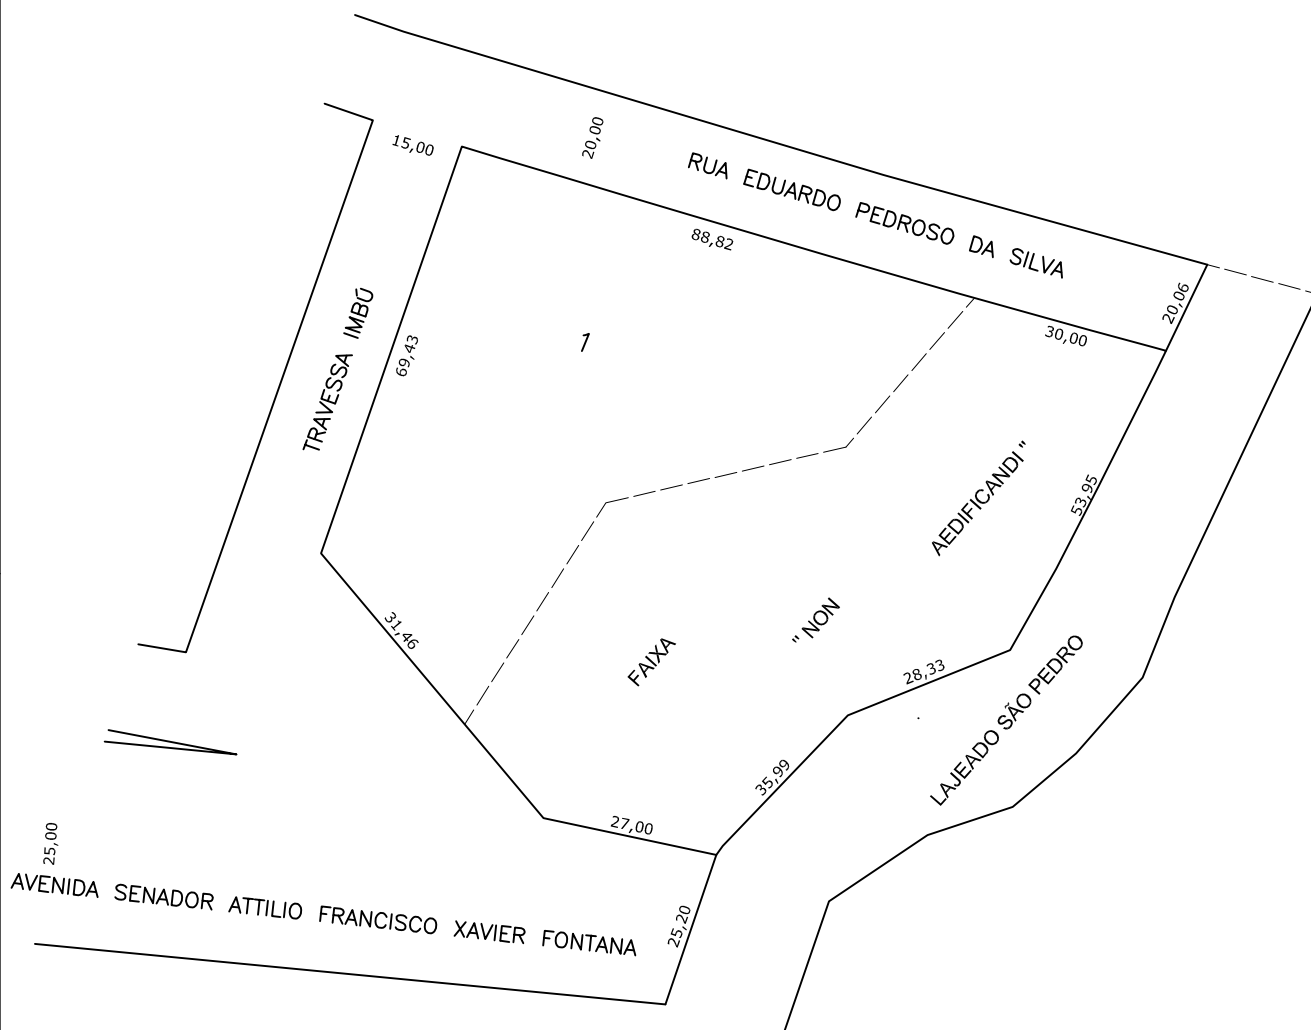 15,00
20,00
RUA EDUARDO PEDROSO DA SILVA
88,82
20,06
30,00
TRAVESSA IMBÚ
69,43
1
AEDIFICANDI"
53,95
31,46
FAIXA
"NON
28,33
LAJEADO SÃO PEDRO
35,99
27,00
25,00
AVENIDA SENADOR ATTILIO FRANCISCO XAVIER FONTANA
25,20